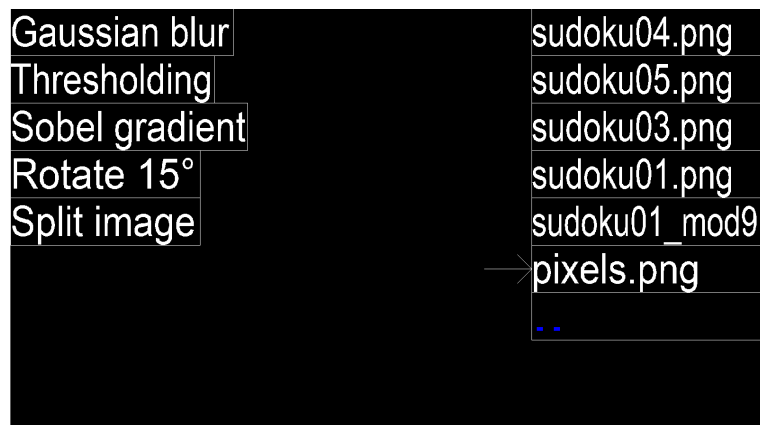 Gaussian blur
Thresholding
Sobel gradient
Rotate 15°
Split image
sudoku04.png
sudoku05.png
sudoku03.png
sudoku01.png
sudoku01_mod9
pixels.png
..